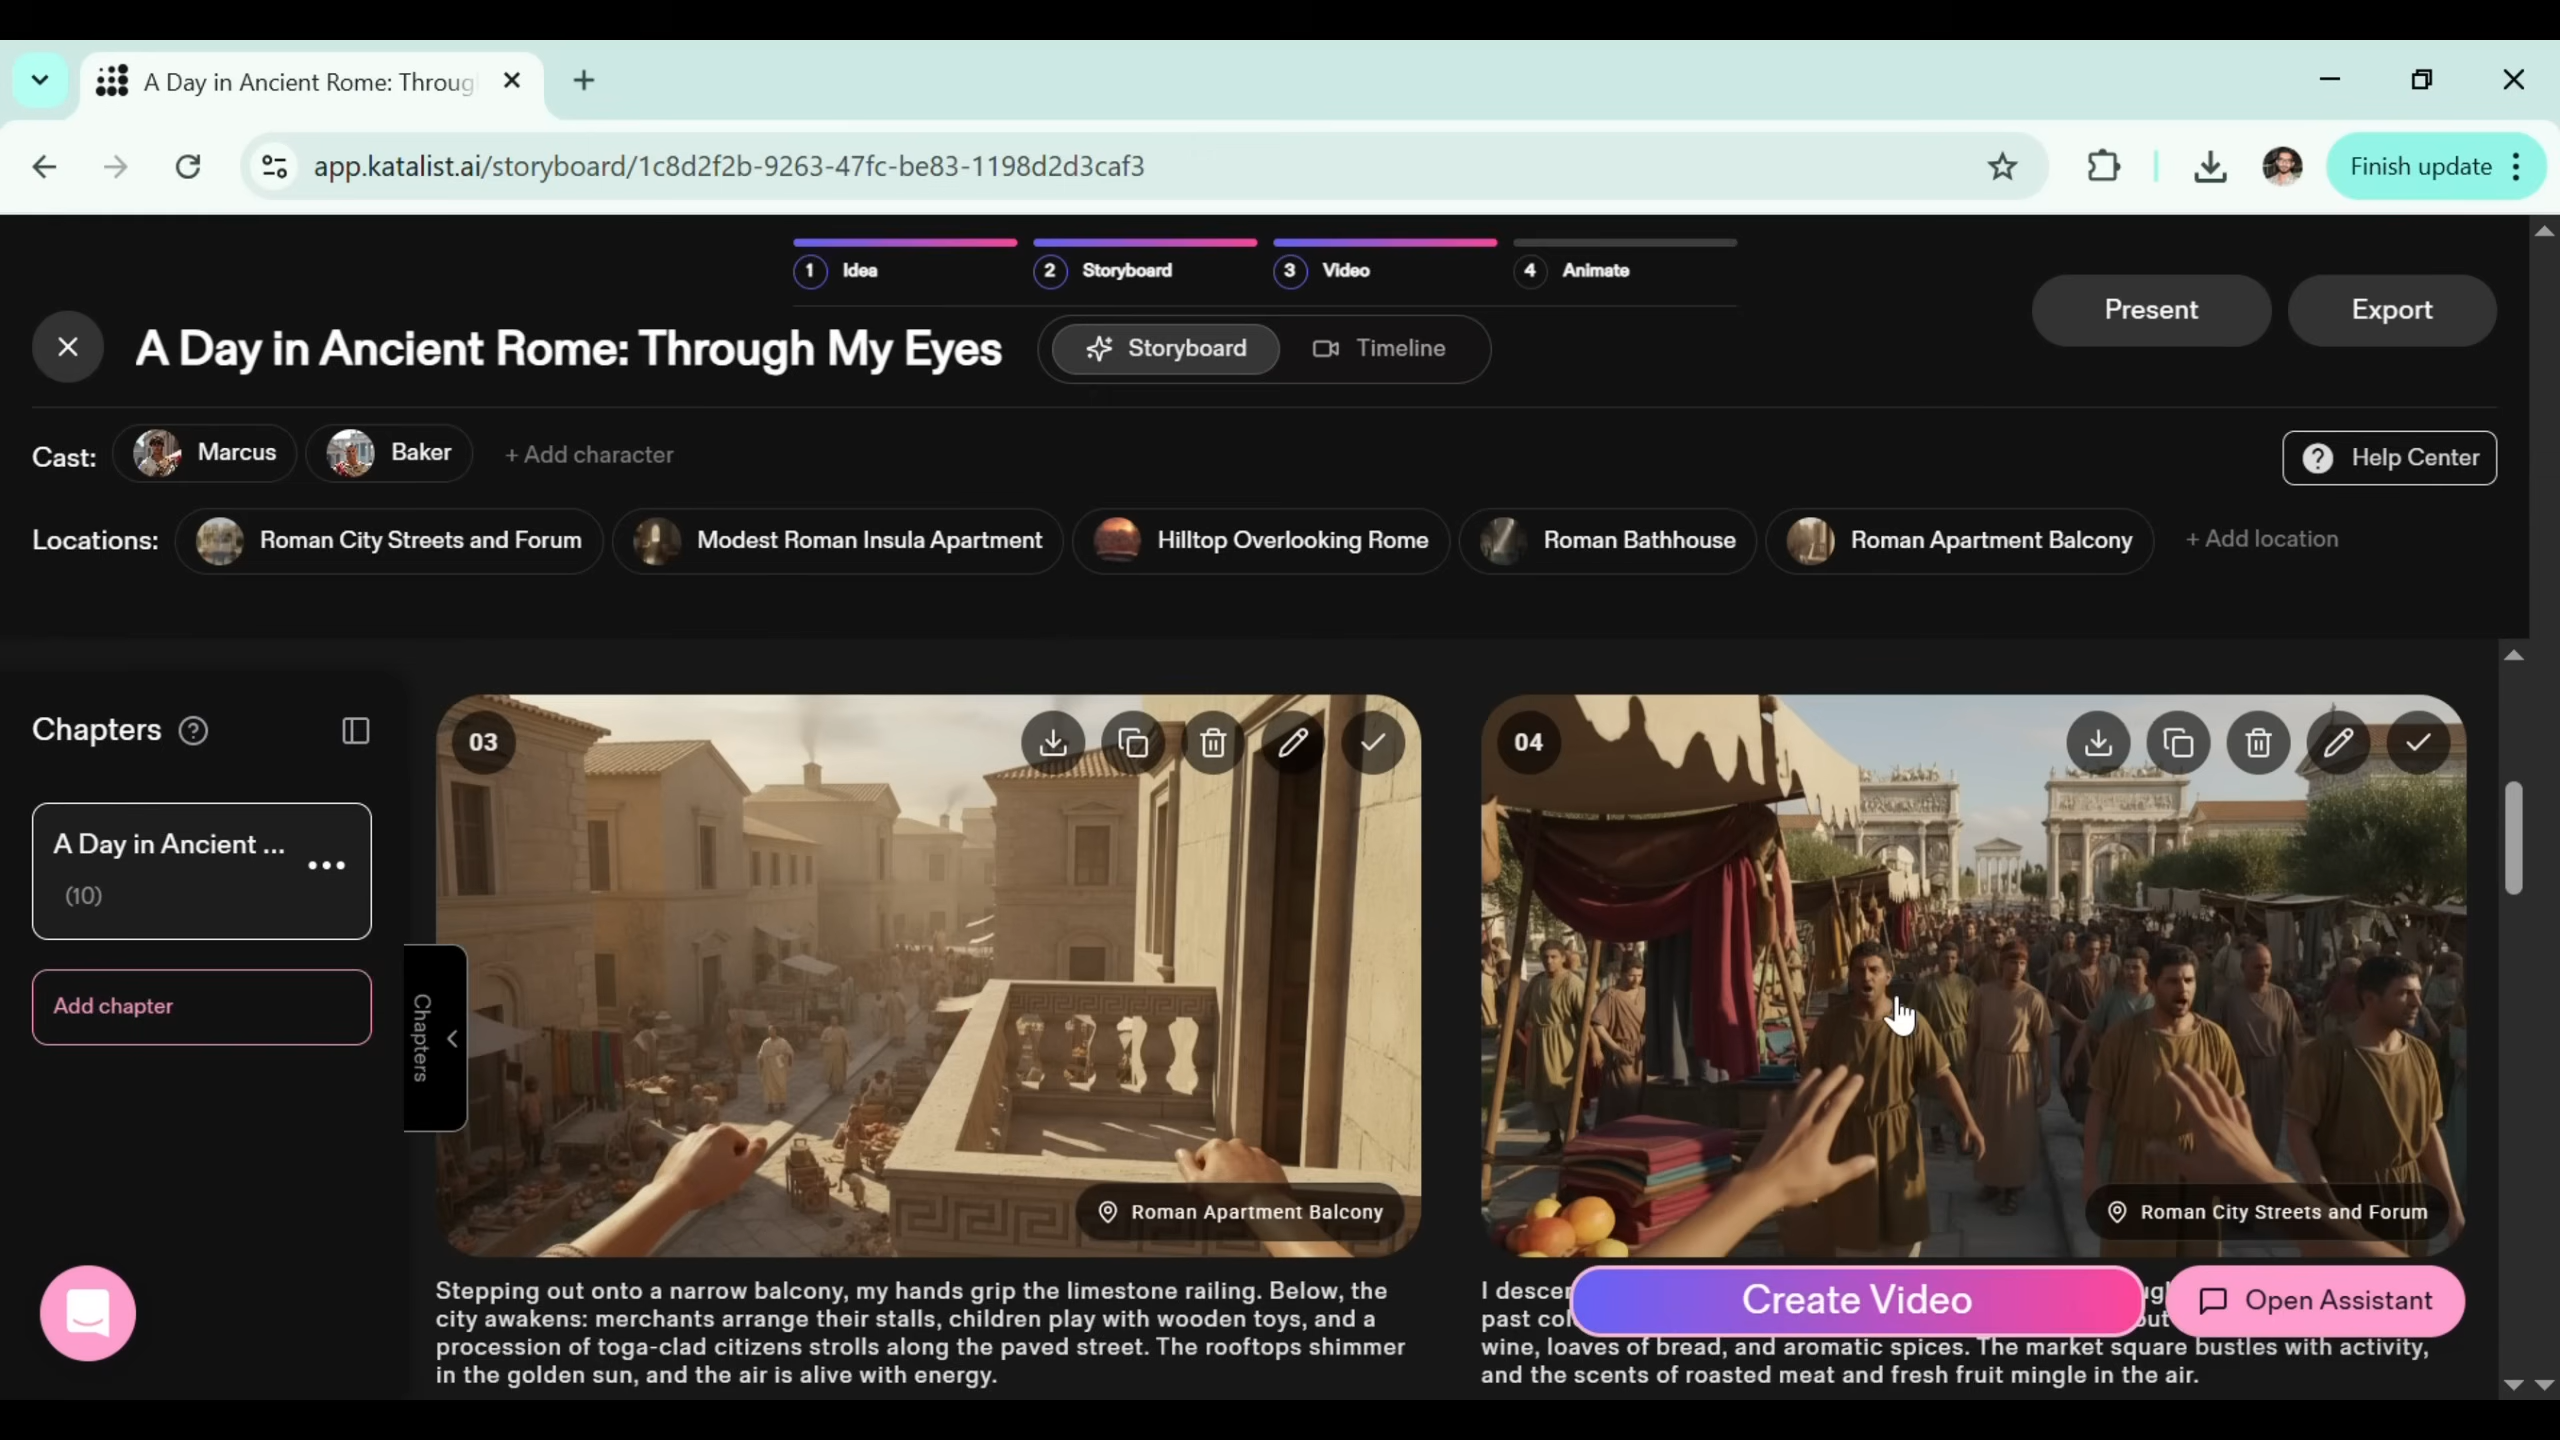 A Day in Ancient Rome: Throug
app.katalist.ai/storyboard/1c8d2f2b-9263-47fc-be83-1198d2d3caf3
Finish update
1 Idea
2 Storyboard
3 Video
4 Animate
Present
Export
A Day in Ancient Rome: Through My Eyes
Storyboard
Timeline
Cast:
Marcus
Baker
+ Add character
Help Center
Locations:
Roman City Streets and Forum
Modest Roman Insula Apartment
Hilltop Overlooking Rome
Roman Bathhouse
Roman Apartment Balcony
+ Add location
Chapters
A Day in Ancient ...
(10)
Add chapter
Chapters
03
Roman Apartment Balcony
Stepping out onto a narrow balcony, my hands grip the limestone railing. Below, the
city awakens: merchants arrange their stalls, children play with wooden toys, and a
procession of toga-clad citizens strolls along the paved street. The rooftops shimmer
in the golden sun, and the air is alive with energy.
04
Roman City Streets and Forum
I descer
past col
wine, loaves of bread, and aromatic spices. The market square bustles with activity,
and the scents of roasted meat and fresh fruit mingle in the air.
Create Video
Open Assistant